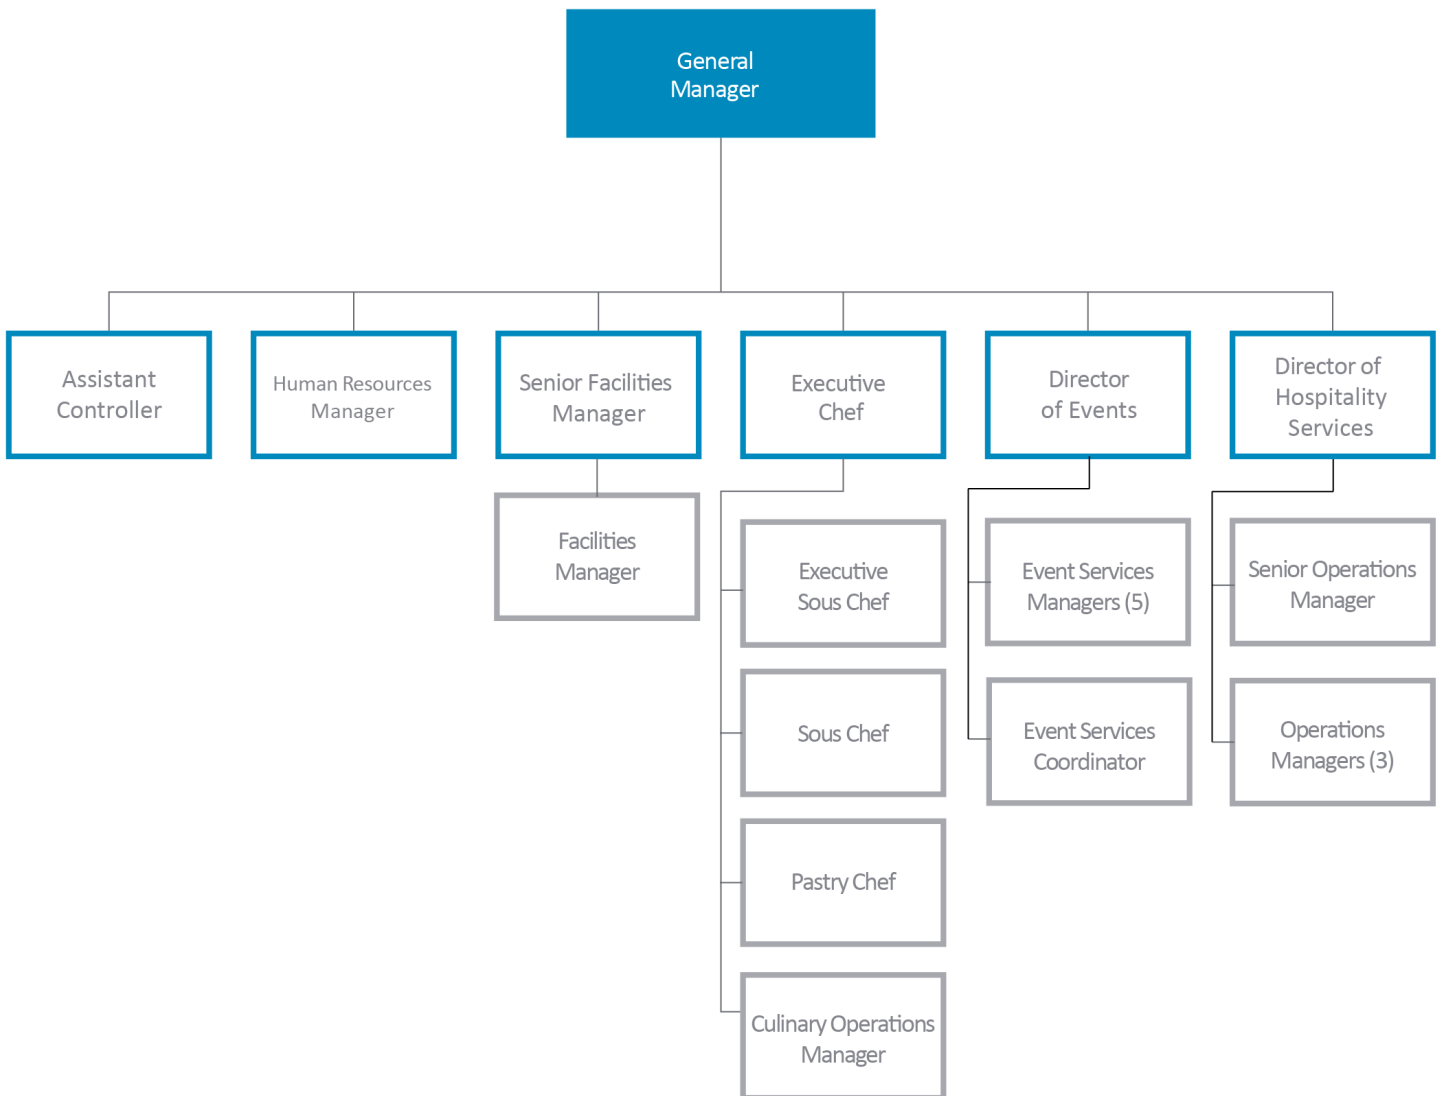 General
Manager
Assistant
Controller
Human Resources
Manager
Senior Facilities
Manager
Executive
Chef
Director
of Events
Director of
Hospitality
Services
Facilities
Manager
Executive
Sous Chef
Sous Chef
Pastry Chef
Culinary Operations
Manager
Event Services
Managers (5)
Event Services
Coordinator
Senior Operations
Manager
Operations
Managers (3)